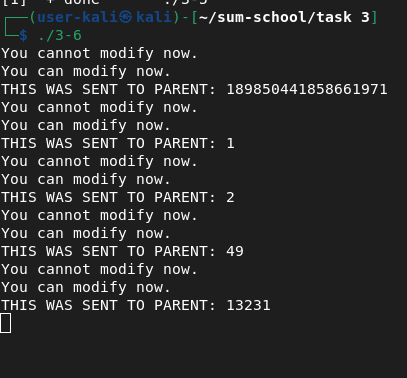 [1]  + done       ./3-5
┌──(user-kali㉿kali)-[~/sum-school/task 3]
└─$ ./3-6
You cannot modify now.
You can modify now.
THIS WAS SENT TO PARENT: 189850441858661971
You cannot modify now.
You can modify now.
THIS WAS SENT TO PARENT: 1
You cannot modify now.
You can modify now.
THIS WAS SENT TO PARENT: 2
You cannot modify now.
You can modify now.
THIS WAS SENT TO PARENT: 49
You cannot modify now.
You can modify now.
THIS WAS SENT TO PARENT: 13231